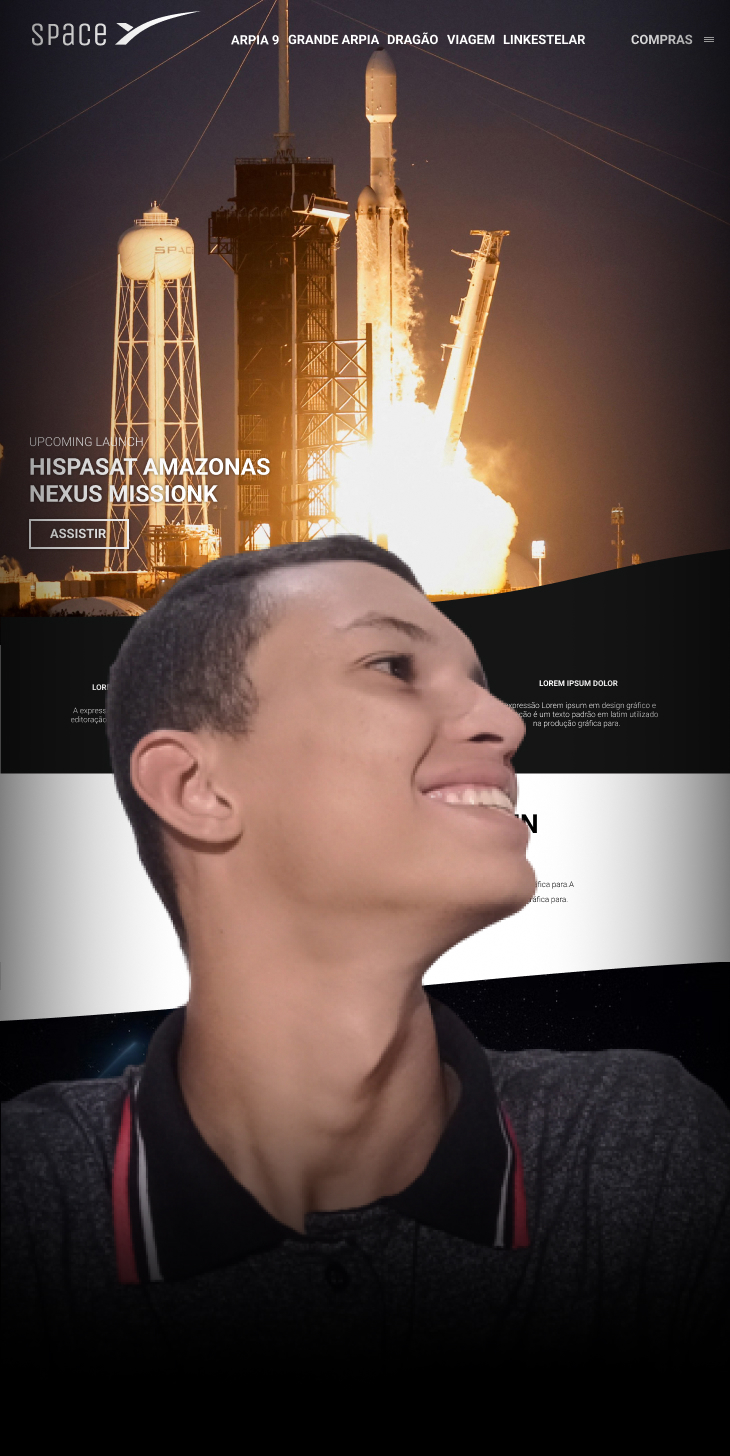 space X
ARPIA 9 GRANDE ARPIA DRAGÃO VIAGEM LINKESTELAR COMPRAS
SPACE
UPCOMING LAUNCH
HISPASAT AMAZONAS
NEXUS MISSIONK
ASSISTIR
LOREM IPSUM DOLOR
A express
editoração
expressão Lorem ipsum em design gráfico e
é um texto padrão em latim utilizado
na produção gráfica para.
N
fica para.A
ráfica para.